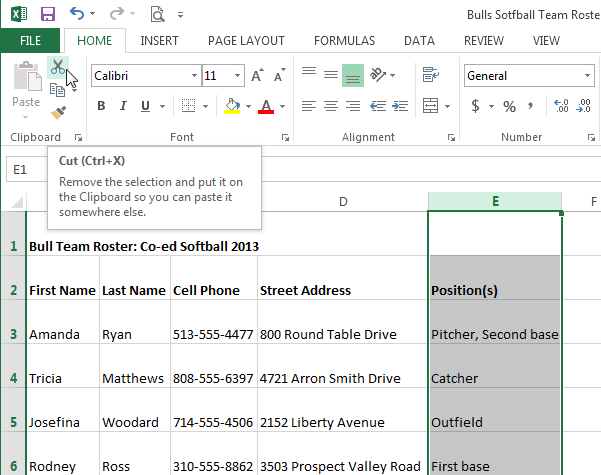 Bulls Sotfball Team Roste
FILE HOME INSERT PAGE LAYOUT FORMULAS DATA REVIEW VIEW
Paste
Calibri 11 General
B I U A $ % , .00 .0
Clipboard Font Alignment Number
E1
Cut (Ctrl+X)
Remove the selection and put it on
the Clipboard so you can paste it
somewhere else.
D E F
1 Bull Team Roster: Co-ed Softball 2013
2 First Name Last Name Cell Phone Street Address Position(s)
3 Amanda Ryan 513-555-4477 800 Round Table Drive Pitcher, Second base
4 Tricia Matthews 808-555-6397 4721 Arron Smith Drive Catcher
5 Josefina Woodard 714-555-4506 2152 Liberty Avenue Outfield
6 Rodney Ross 310-555-8862 3503 Prospect Valley Road First base